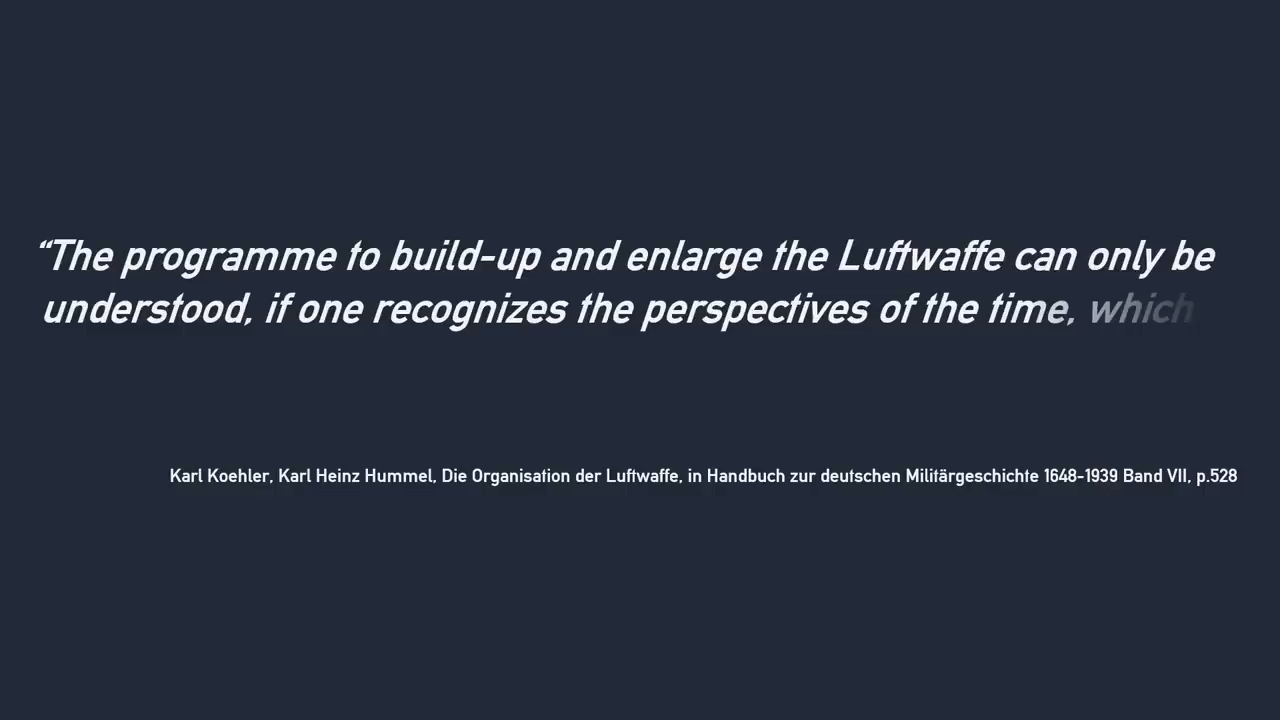 “The programme to build-up and enlarge the Luftwaffe can only be
understood, if one recognizes the perspectives of the time, which
Karl Koehler, Karl Heinz Hummel, Die Organisation der Luftwaffe, in Handbuch zur deutschen Militärgeschichte 1648-1939 Band VII, p.528